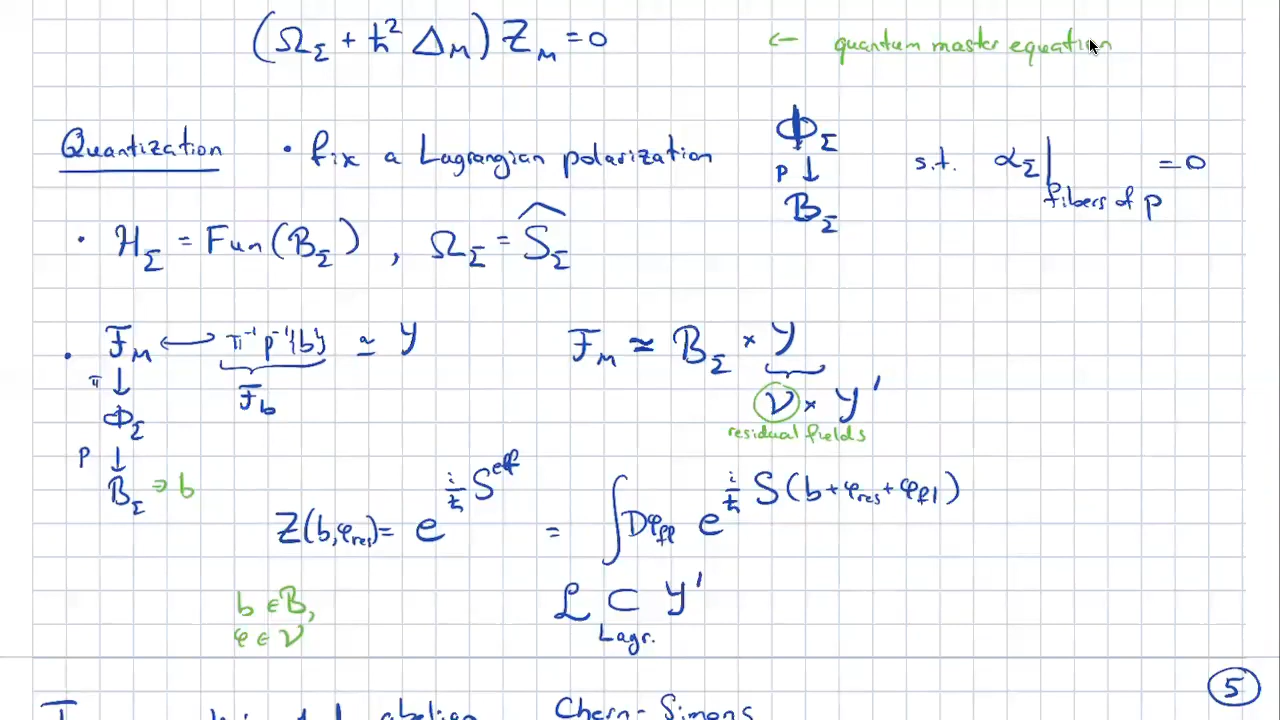 (Ω_Σ + ħ² Δ_M) Z_M = 0 ← quantum master equation
Quantization • fix a Lagrangian polarization Φ_Σ p ↓ B_Σ s.t. α_Σ | fibers of p = 0
• H_Σ = Fun(B_Σ) , Ω_Σ = Ŝ_Σ
• F_M ↩ π⁻¹p⁻¹{b} ≃ Y F_M ≃ B_Σ × Y
π ↓ F_b V × Y'
Φ_Σ residual fields
p ↓
B_Σ ∋ b
Z(b,φ_res) = e^{i/ħ S^eff} = ∫ Dφ_fl e^{i/ħ S(b+φ_res+φ_fl)}
b ∈ B, L ⊂ Y'
φ ∈ V Lagr.
5
abelian Chern-Simons